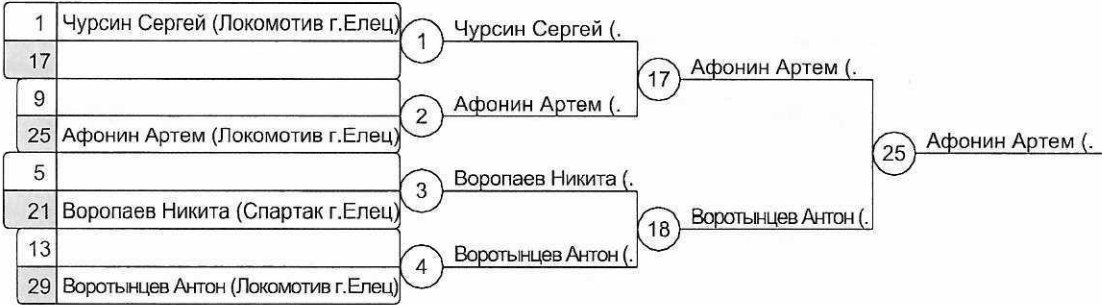 1 Чурсин Сергей (Локомотив г.Елец)
17
1 Чурсин Сергей (.
9
25 Афонин Артем (Локомотив г.Елец)
2 Афонин Артем (.
17 Афонин Артем (.
5
21 Воропаев Никита (Спартак г.Елец)
3 Воропаев Никита (.
13
29 Воротынцев Антон (Локомотив г.Елец)
4 Воротынцев Антон (.
18 Воротынцев Антон (.
25 Афонин Артем (.